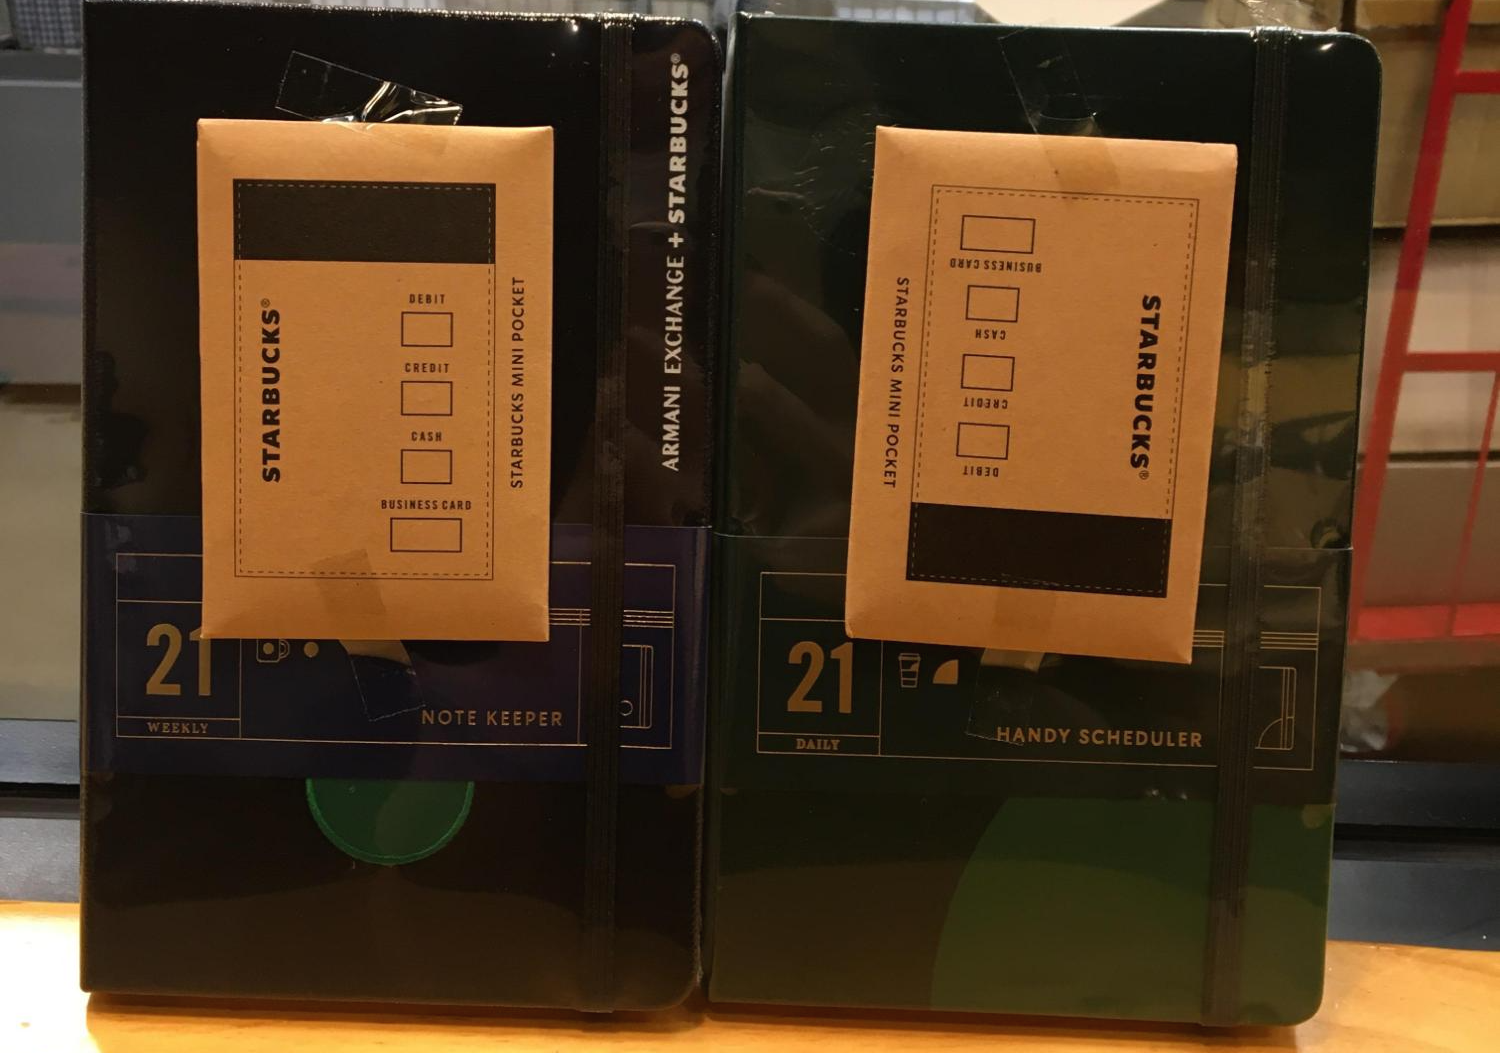 ARMANI EXCHANGE + STARBUCKS®
STARBUCKS®
DEBIT
CREDIT
CASH
BUSINESS CARD
STARBUCKS MINI POCKET
21
WEEKLY
NOTE KEEPER
STARBUCKS MINI POCKET
BUSINESS CARD
CASH
CREDIT
DEBIT
STARBUCKS®
21
DAILY
HANDY SCHEDULER